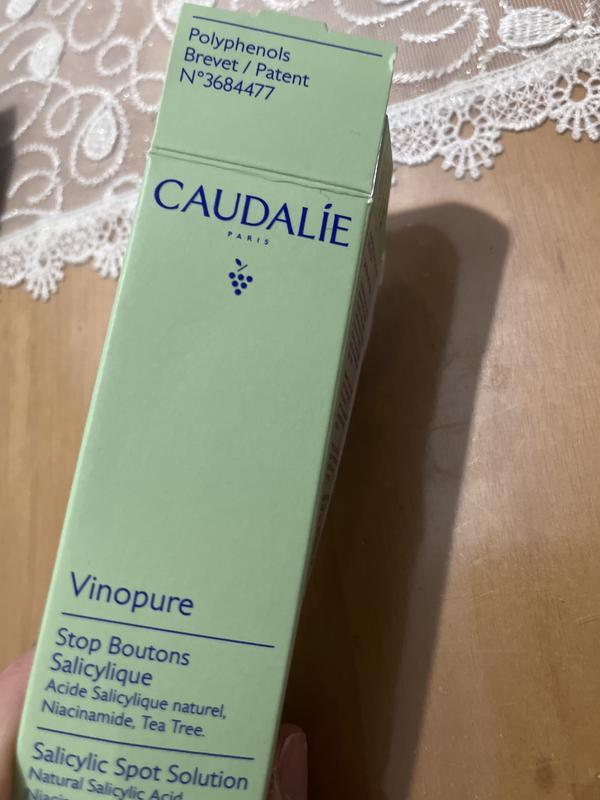 Polyphenols
Brevet / Patent
N°3684477
CAUDALÍE
PARIS
Vinopure
Stop Boutons
Salicylique
Acide Salicylique naturel,
Niacinamide, Tea Tree.
Salicylic Spot Solution
Natural Salicylic Acid